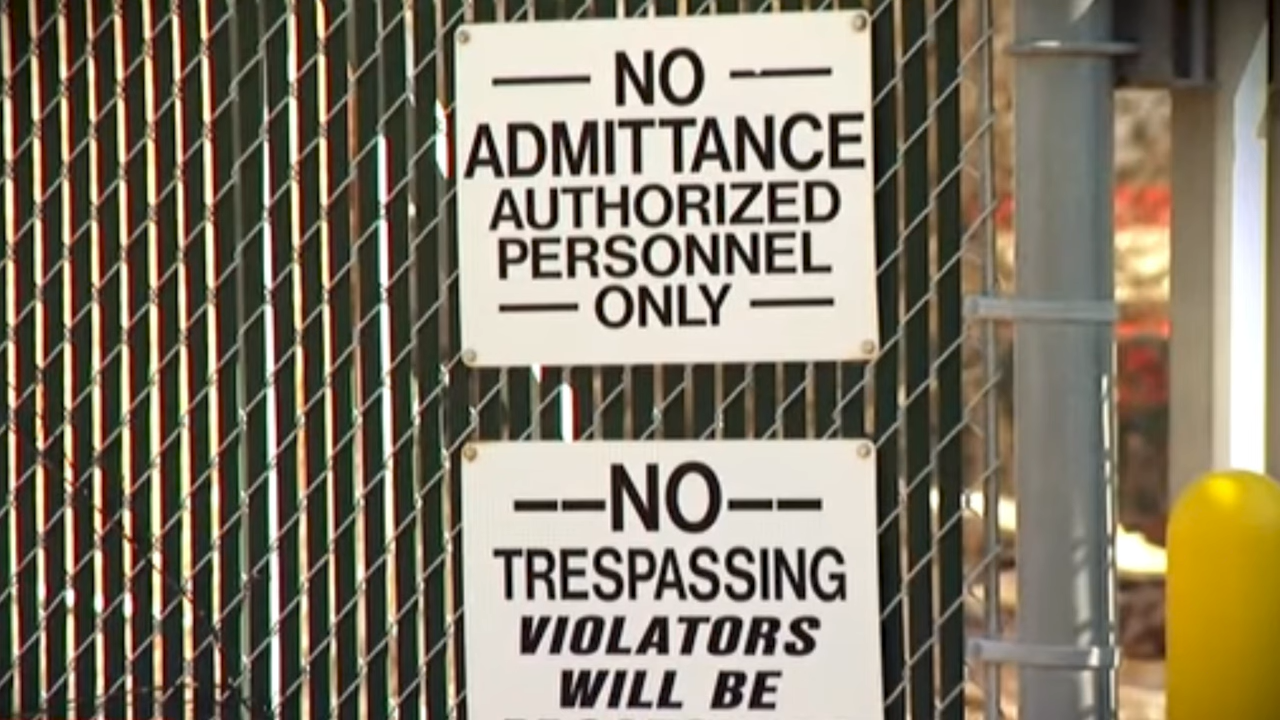 NO
ADMITTANCE
AUTHORIZED
PERSONNEL
ONLY
--NO--
TRESPASSING
VIOLATORS
WILL BE